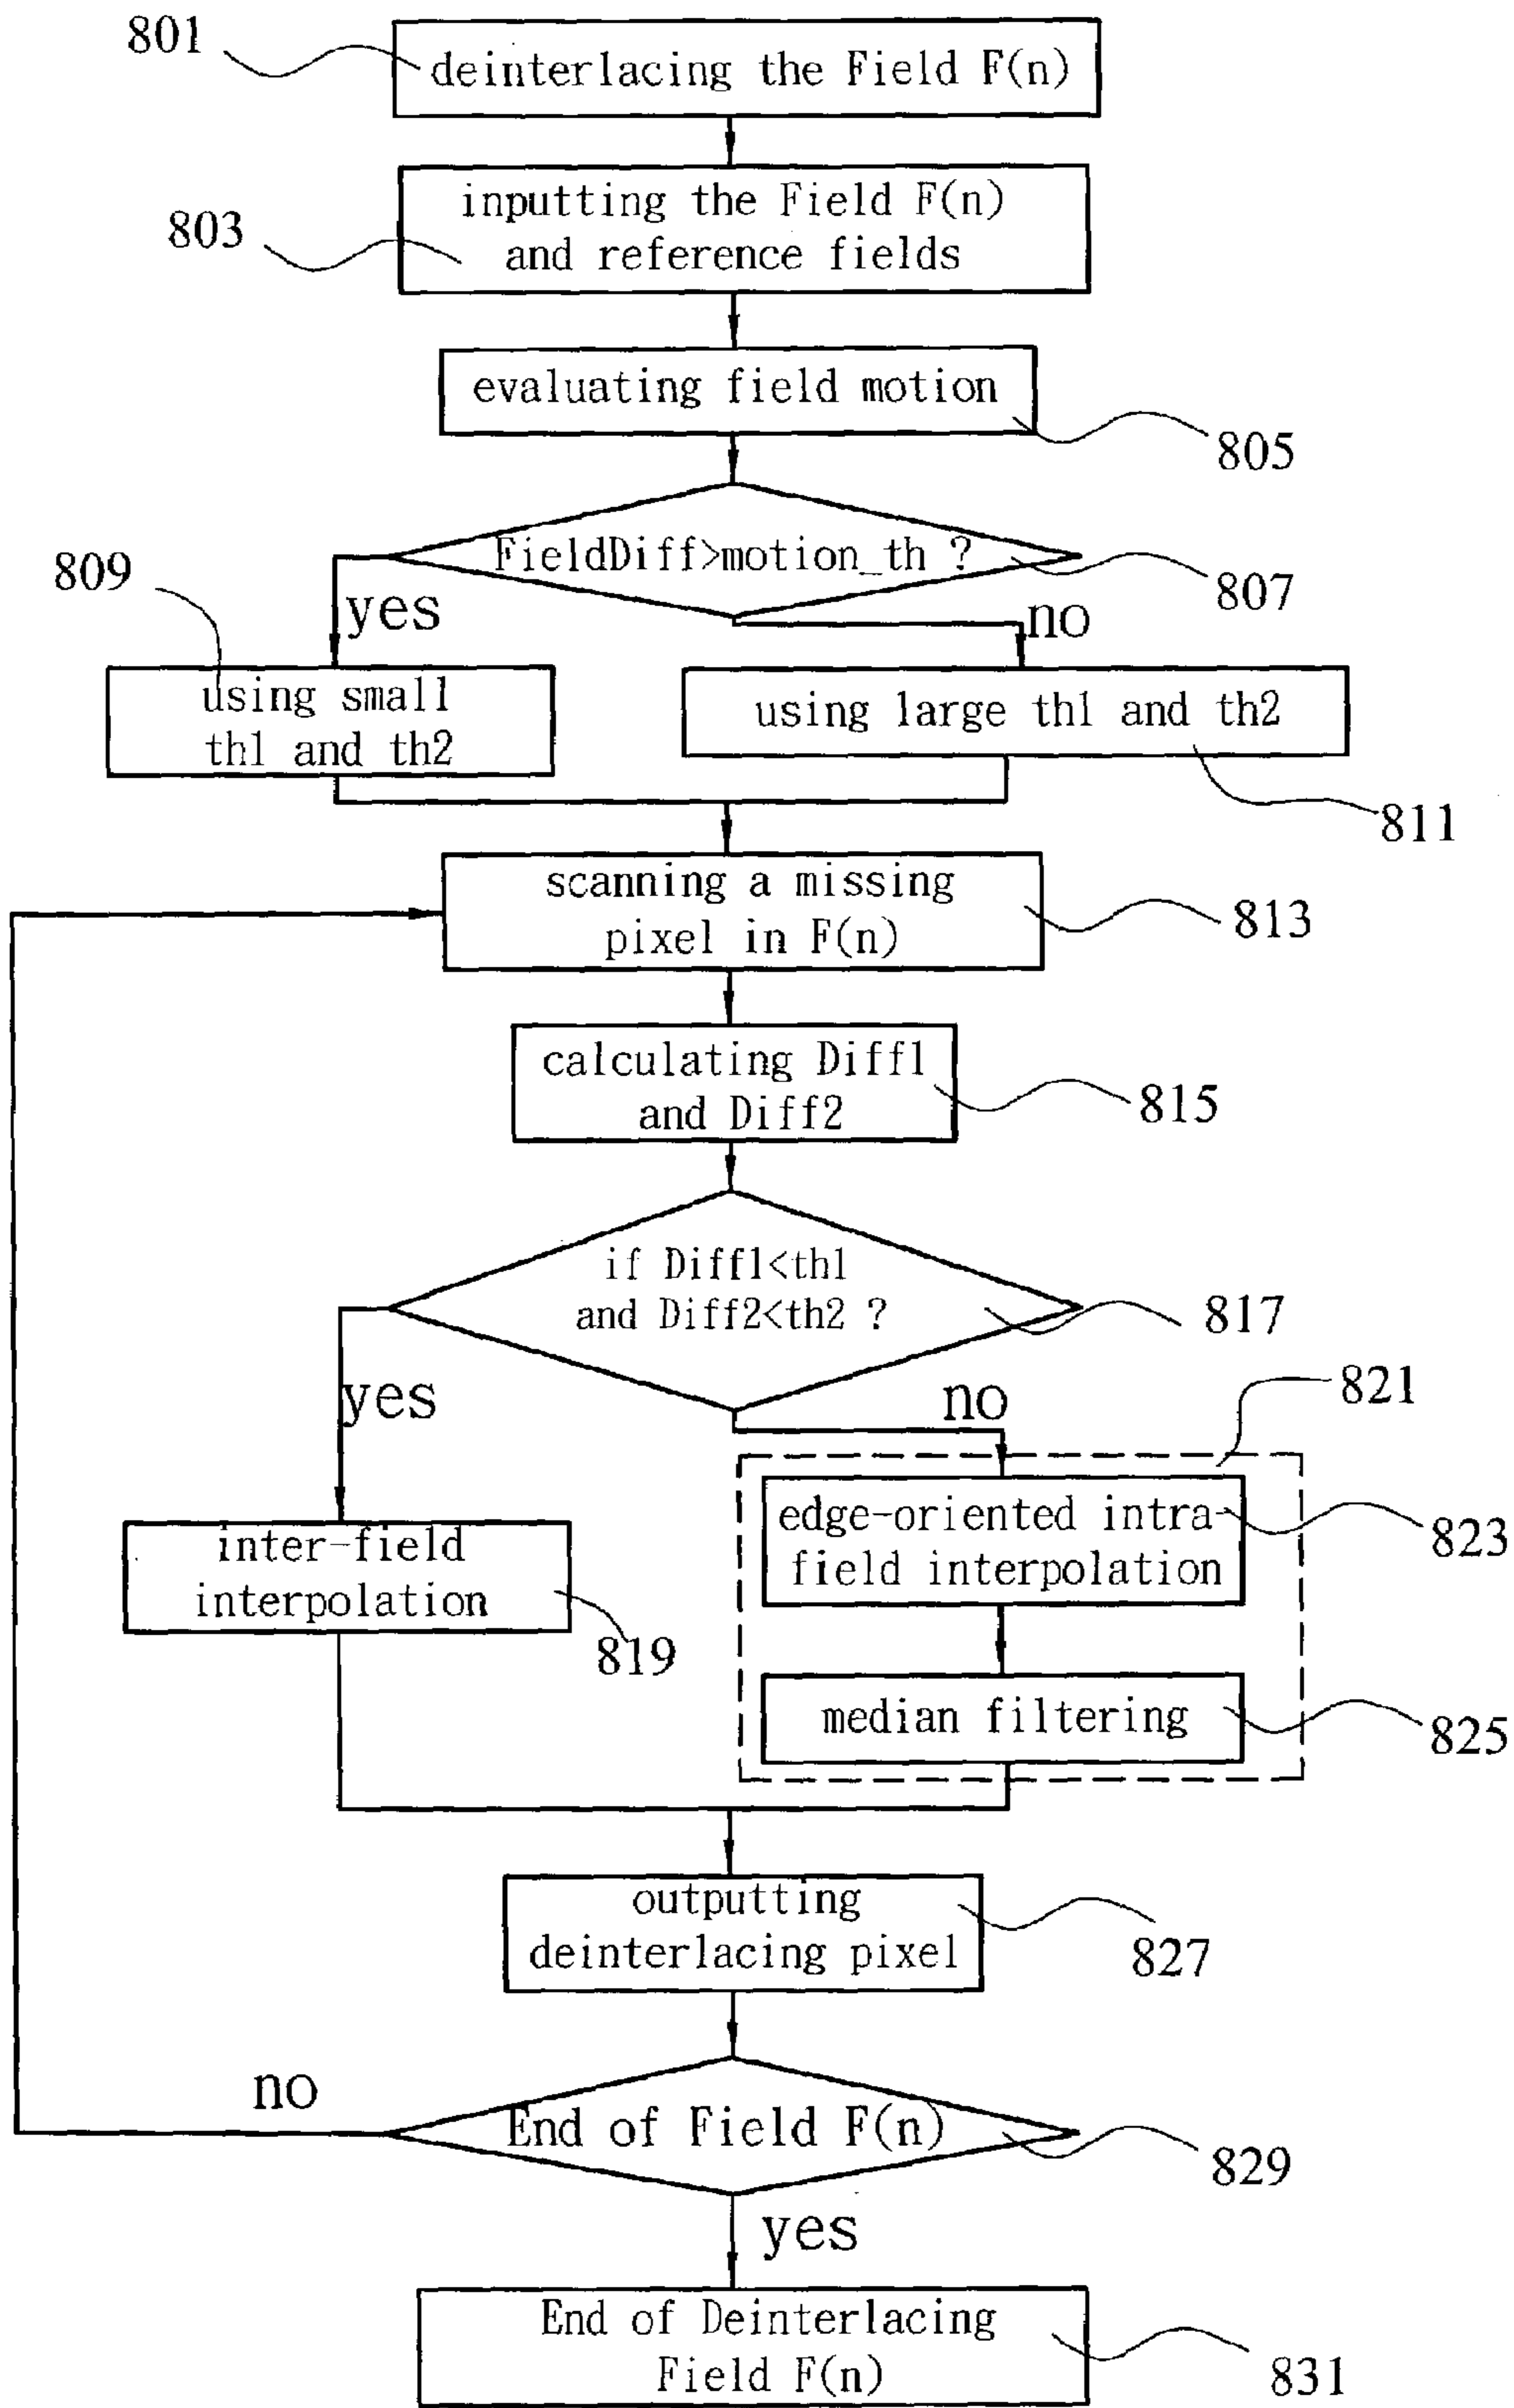 801
deinterlacing the Field F(n)
803
inputting the Field F(n)
and reference fields
evaluating field motion
805
FieldDiff>motion_th ?
807
809
yes
no
using small
th1 and th2
using large th1 and th2
811
scanning a missing
pixel in F(n)
813
calculating Diff1
and Diff2
815
if Diff1<th1
and Diff2<th2 ?
817
yes
no
821
edge-oriented intra-
field interpolation
823
inter-field
interpolation
819
median filtering
825
outputting
deinterlacing pixel
827
no
End of Field F(n)
829
yes
End of Deinterlacing
Field F(n)
831